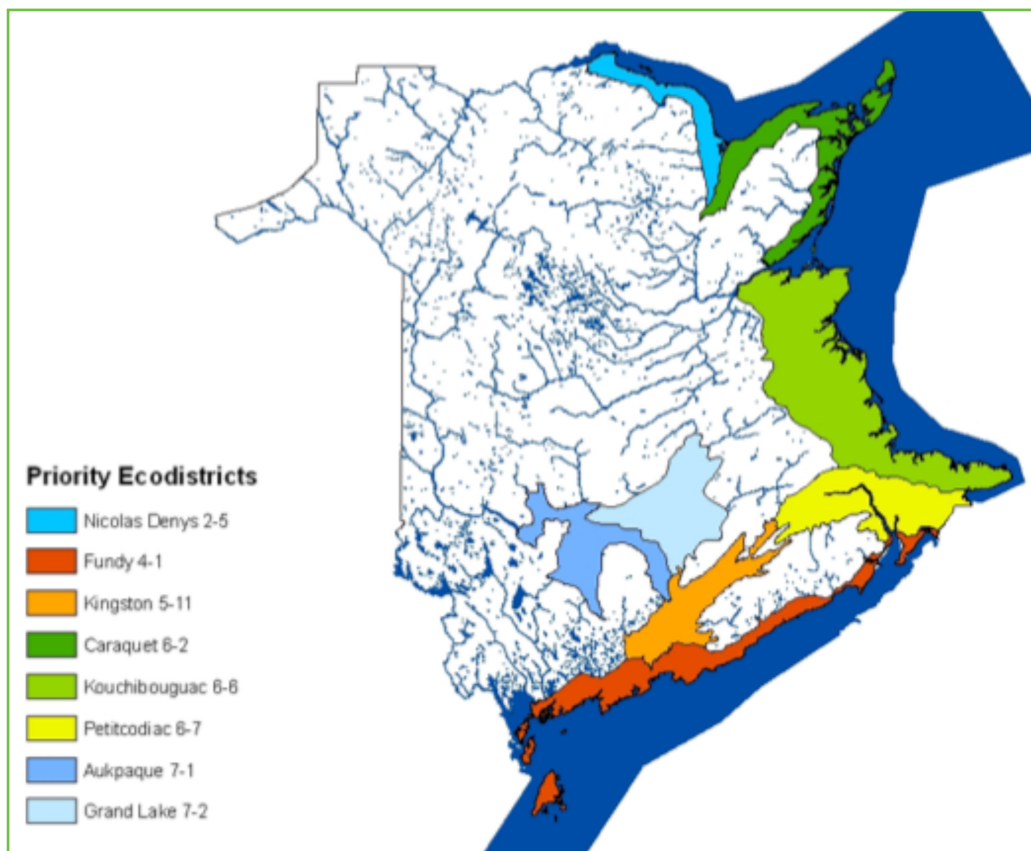 Priority Ecodistricts
Nicolas Denys 2-5
Fundy 4-1
Kingston 5-11
Caraquet 6-2
Kouchibouguac 6-6
Petitcodiac 6-7
Aukpaque 7-1
Grand Lake 7-2